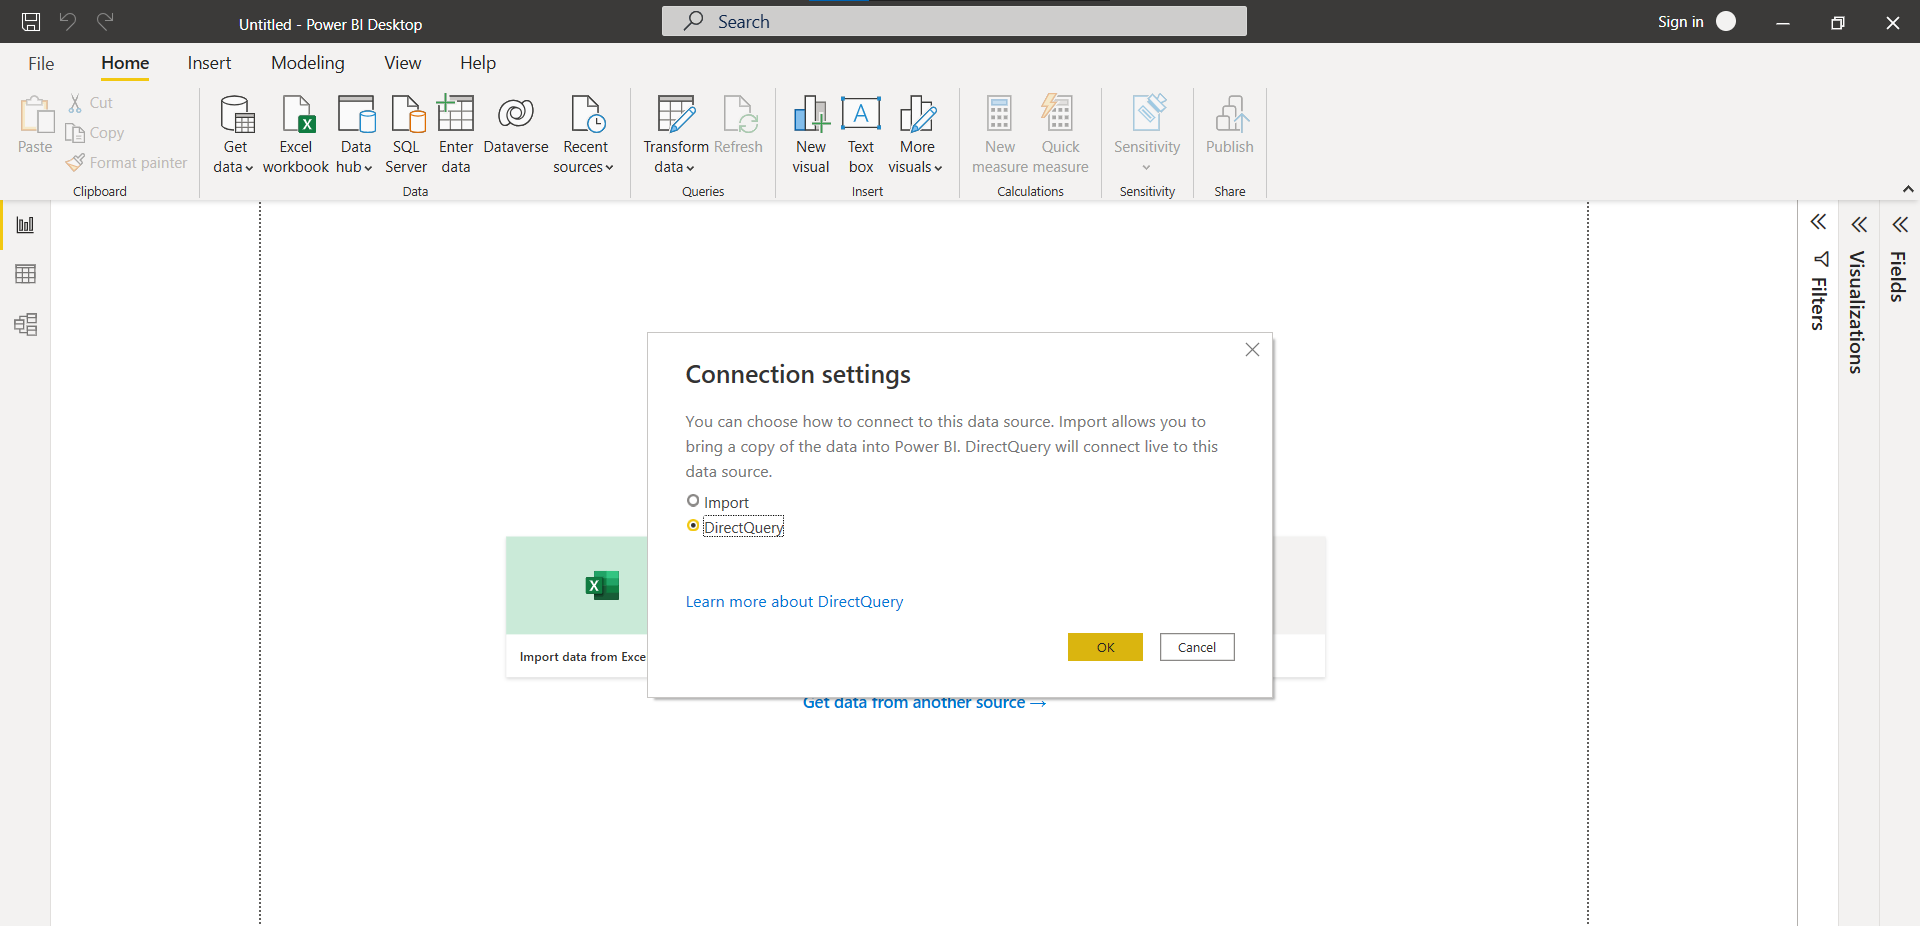 Untitled - Power BI Desktop
Search
Sign in
File
Home
Insert
Modeling
View
Help
Paste
Cut
Copy
Format painter
Clipboard
Get data
Excel workbook
Data hub
SQL Server
Enter data
Dataverse
Recent sources
Data
Transform data
Refresh
Queries
New visual
Text box
More visuals
Insert
New measure
Quick measure
Calculations
Sensitivity
Sensitivity
Publish
Share
Filters
Visualizations
Fields
Connection settings
You can choose how to connect to this data source. Import allows you to
bring a copy of the data into Power BI. DirectQuery will connect live to this
data source.
Import
DirectQuery
Learn more about DirectQuery
OK
Cancel
Import data from Exce
Get data from another source →